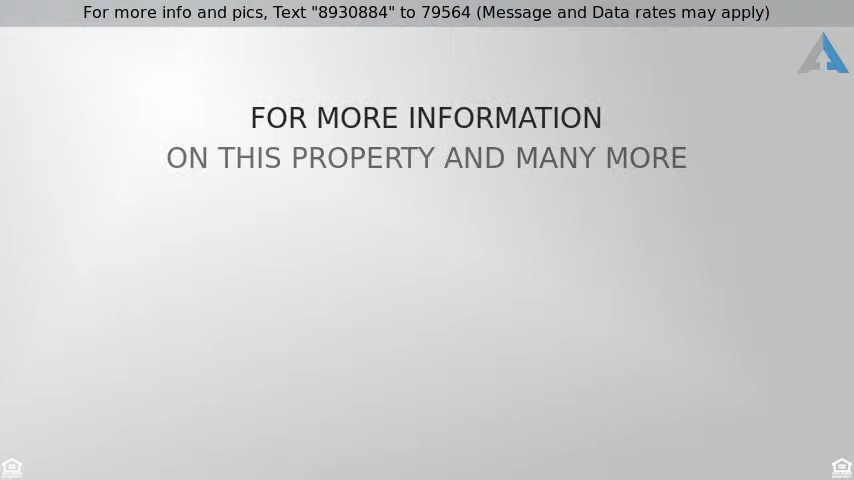 For more info and pics, Text "8930884" to 79564 (Message and Data rates may apply)
FOR MORE INFORMATION
ON THIS PROPERTY AND MANY MORE